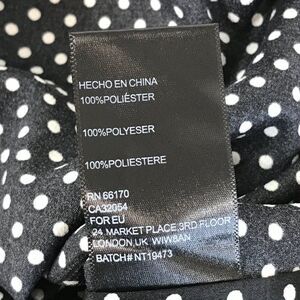 HECHO EN CHINA
100%POLIÉSTER
100%POLYESER
100%POLIESTERE
RN 66170
CA32054
FOR EU
24 MARKET PLACE,3RD.FLOOR
LONDON,UK W1W8AN
BATCH#NT19473